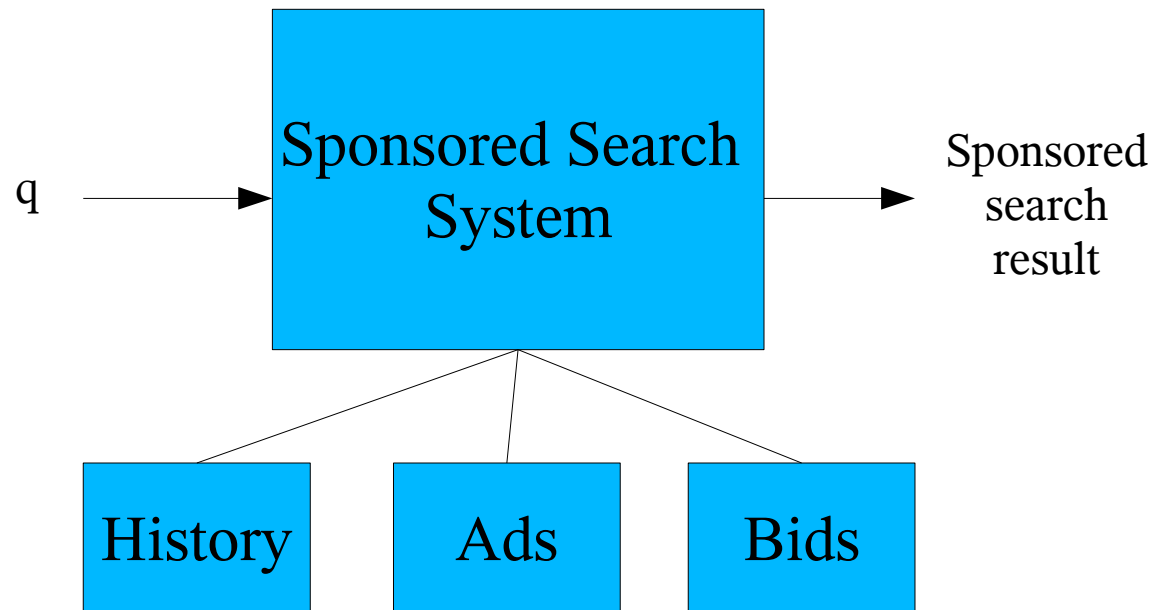 q
Sponsored Search
System
Sponsored
search
result
History
Ads
Bids